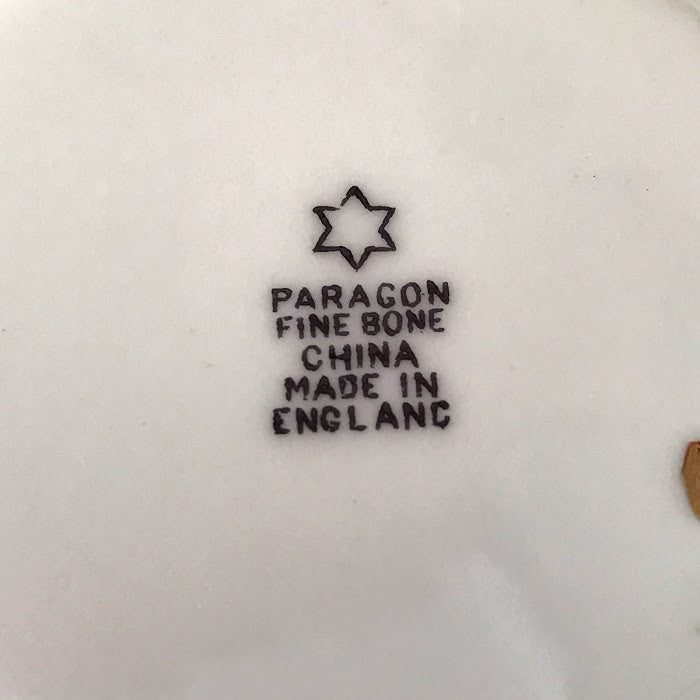 PARAGON
FINE BONE
CHINA
MADE IN
ENGLAND